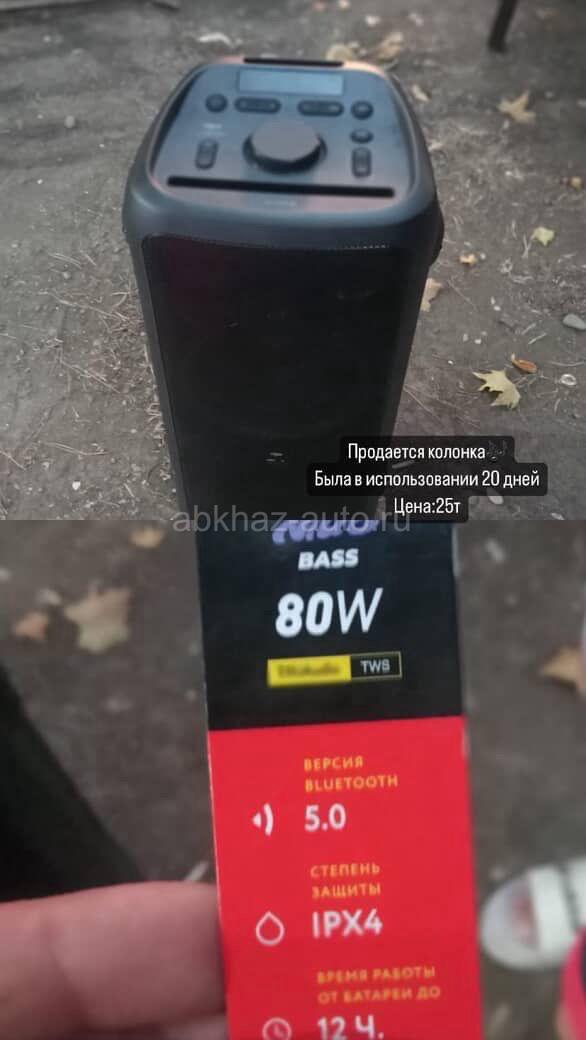 Продается колонка
Была в использовании 20 дней
Цена:25т
abkhaz-auto.ru
BASS
80W
TWS
ВЕРСИЯ
BLUETOOTH
5.0
СТЕПЕНЬ
ЗАЩИТЫ
IPX4
ВРЕМЯ РАБОТЫ
ОТ БАТАРЕИ ДО
12 Ч.